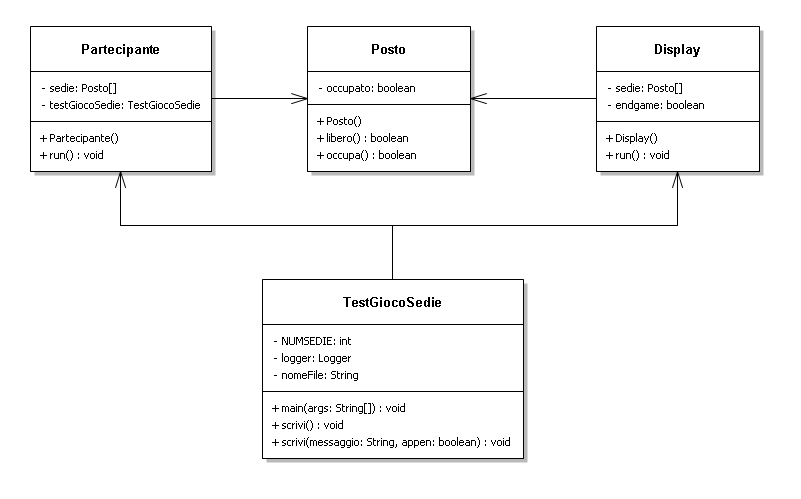 Partecipante
- sedie: Posto[]
- testGiocoSedie: TestGiocoSedie
+ Partecipante()
+ run() : void
Posto
- occupato: boolean
+ Posto()
+ libero() : boolean
+ occupa() : boolean
Display
- sedie: Posto[]
- endgame: boolean
+ Display()
+ run() : void
TestGiocoSedie
- NUMSEDIE: int
- logger: Logger
- nomeFile: String
+ main(args: String[]) : void
+ scrivi() : void
+ scrivi(messaggio: String, appen: boolean) : void